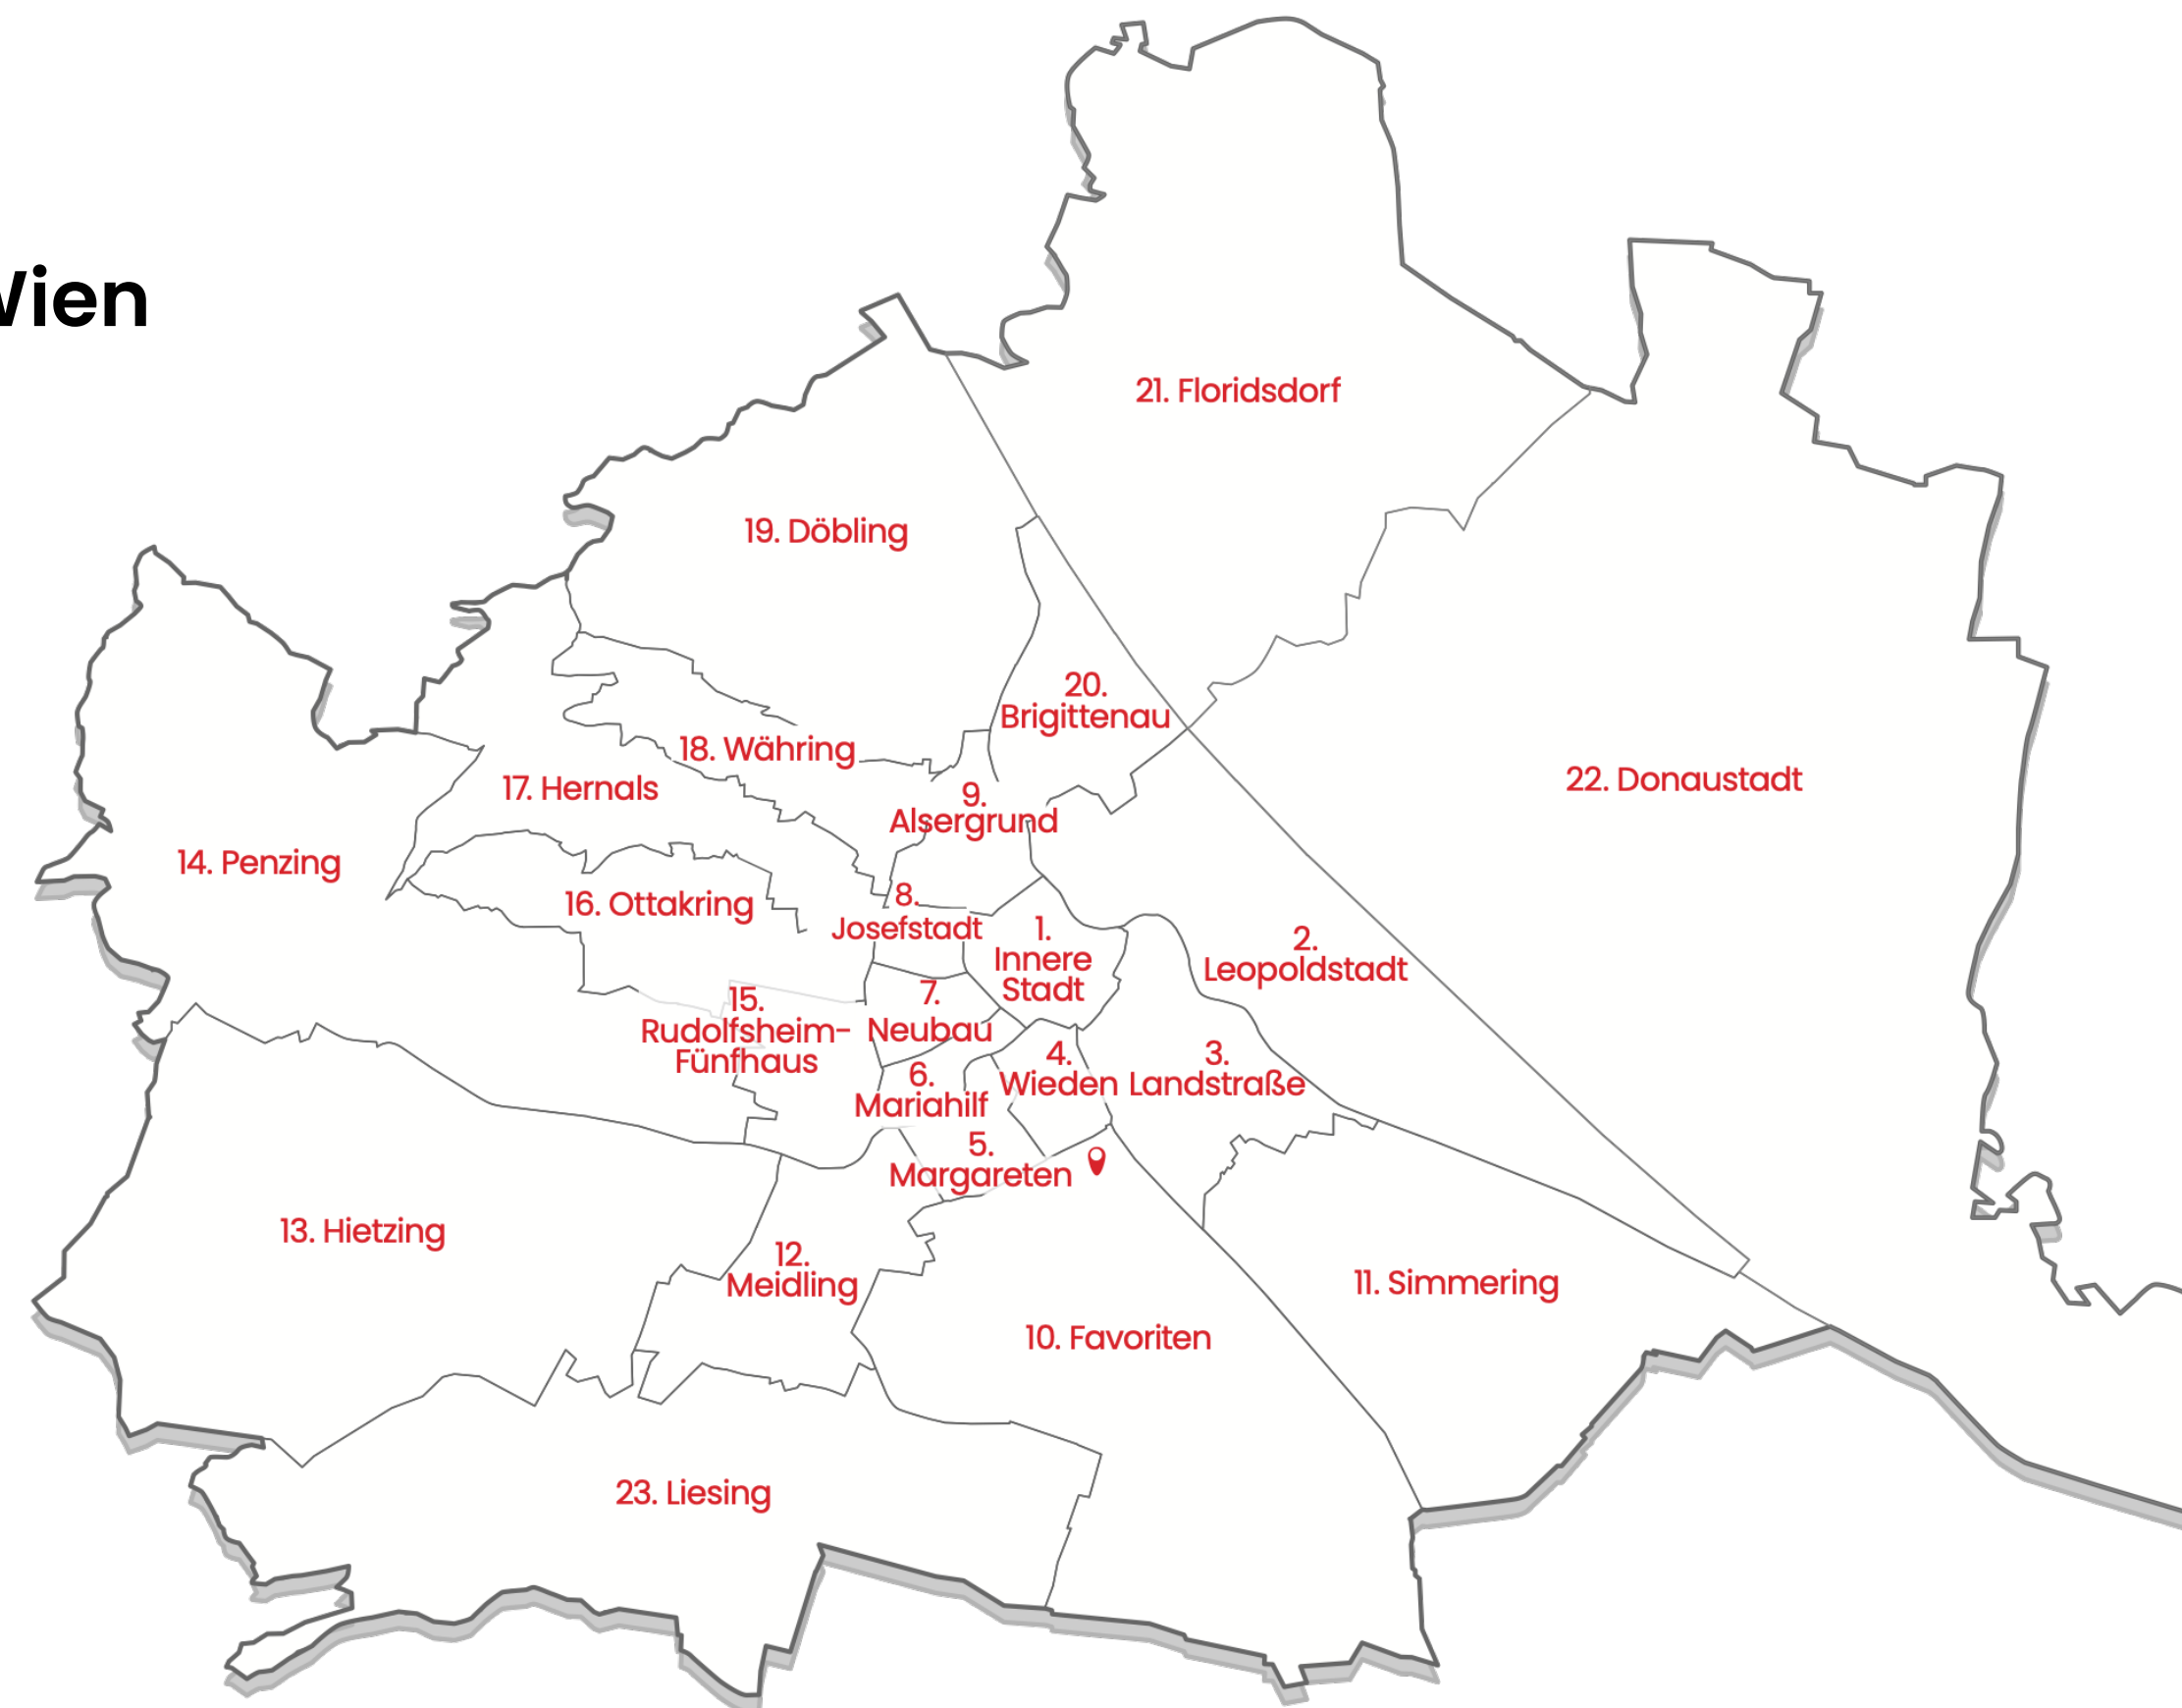 Wien
21. Floridsdorf
19. Döbling
20.
Brigittenau
18. Währing
22. Donaustadt
17. Hernals
9.
Alsergrund
14. Penzing
16. Ottakring
8.
Josefstadt
1.
Innere
Stadt
2.
Leopoldstadt
15.
Rudolfsheim-
Fünfhaus
7.
Neubau
6.
Mariahilf
4.
Wieden
3.
Landstraße
5.
Margareten
13. Hietzing
12.
Meidling
11. Simmering
10. Favoriten
23. Liesing